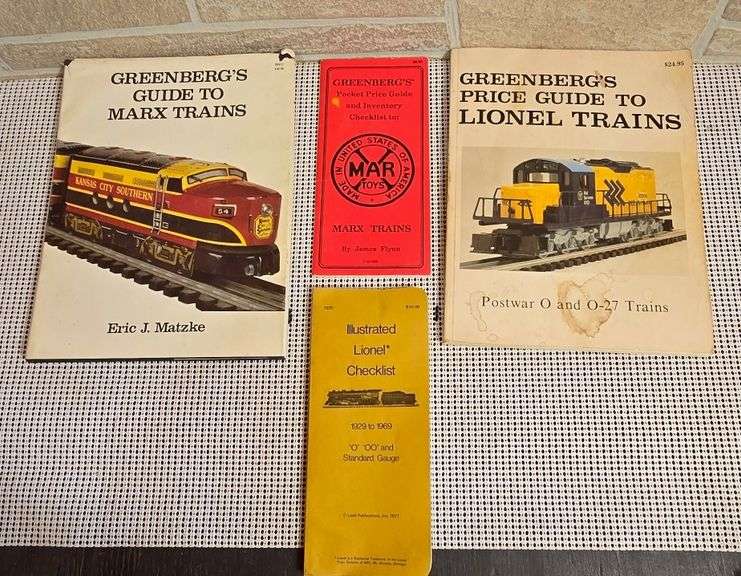 GREENBERG'S
GUIDE TO
MARX TRAINS
KANSAS CITY SOUTHERN
54
Eric J. Matzke
GREENBERG'S
Pocket Price Guide
and Inventory
Checklist to:
MADE IN UNITED STATES OF AMERICA
MAR
TOYS
MARX TRAINS
By James Flynn
$24.95
GREENBERG'S
PRICE GUIDE TO
LIONEL TRAINS
Postwar O and O-27 Trains
Illustrated
Lionel*
Checklist
1929 to 1969
'O' 'OO' and
Standard Gauge